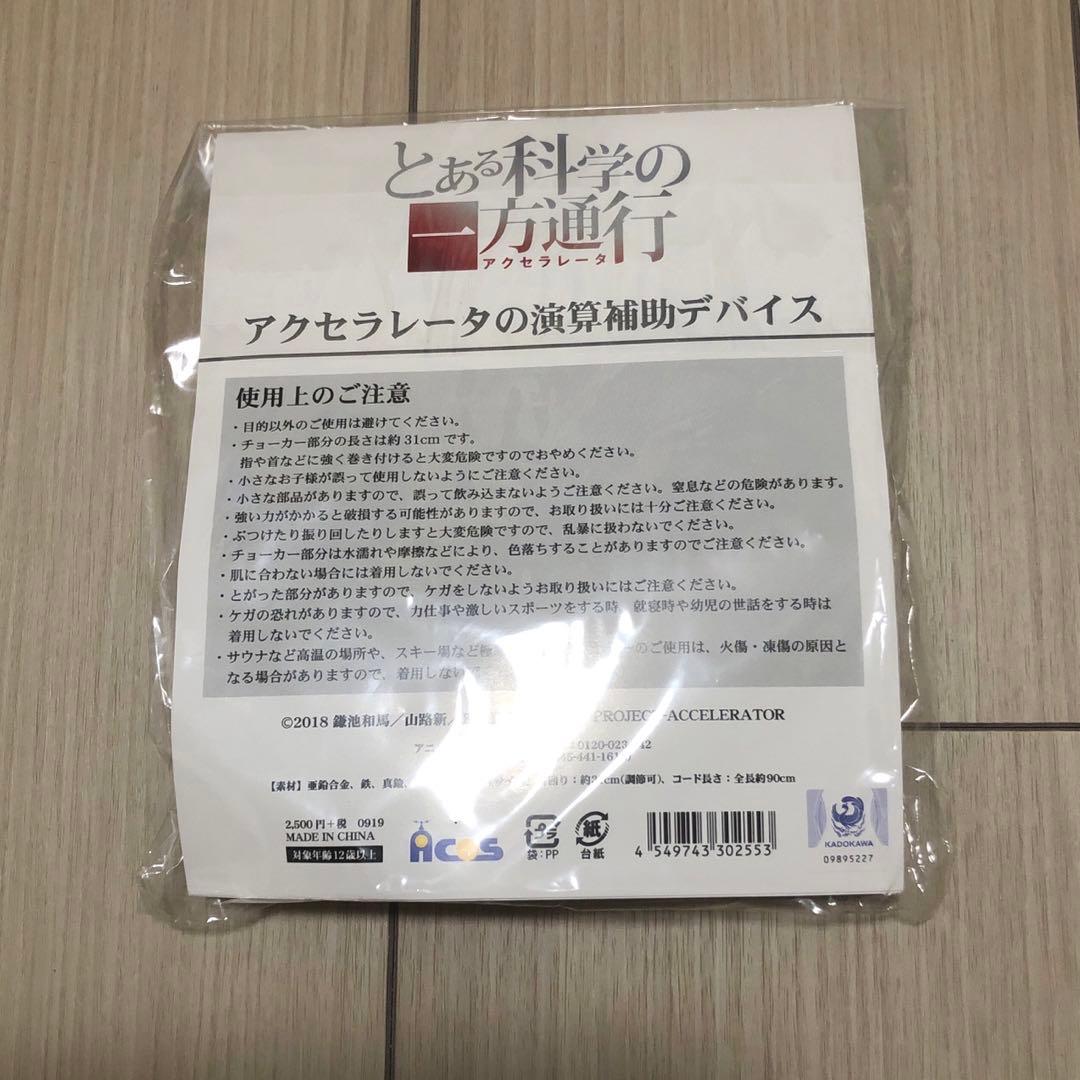 とある科学の
一方通行
アクセラレータ
アクセラレータの演算補助デバイス
使用上のご注意
・目的以外のご使用は避けてください。
・チョーカー部分の長さは約31cmです。
指や首などに強く巻き付けると大変危険ですのでおやめください。
・小さなお子様が誤って使用しないようにご注意ください。
・小さな部品がありますので、誤って飲み込まないようご注意ください。窒息などの危険があります。
・強い力がかかると破損する可能性がありますので、お取り扱いには十分ご注意ください。
・ぶつけたり振り回したりしますと大変危険ですので、乱暴に扱わないでください。
・チョーカー部分は水濡れや摩擦などにより、色落ちすることがありますのでご注意ください。
・肌に合わない場合には着用しないでください。
・とがった部分がありますので、ケガをしないようお取り扱いにはご注意ください。
・ケガの恐れがありますので、力仕事や激しいスポーツをする時、就寝時や幼児の世話をする時は
着用しないでください。
・サウナなど高温の場所や、スキー場など極 のご使用は、火傷・凍傷の原因と
なる場合がありますので、着用しない
©2018 鎌池和馬／山路新／ PROJECT-ACCELERATOR
アニ 0120-023
45-441-161
【素材】亜鉛合金、鉄、真鍮、 回り：約 cm(調節可)、コード長さ：全長約90cm
2,500円+税 0919
MADE IN CHINA
対象年齢12歳以上
ACOS
プラ
袋:PP
紙
台紙
4 549743 302553
KADOKAWA
09895227